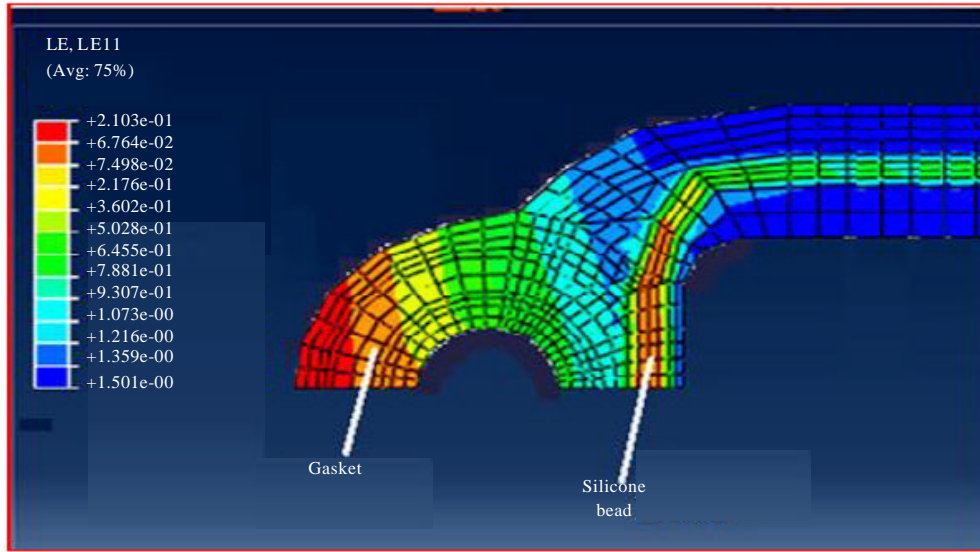 LE, LE11
(Avg: 75%)
+2.103e-01
+6.764e-02
+7.498e-02
+2.176e-01
+3.602e-01
+5.028e-01
+6.455e-01
+7.881e-01
+9.307e-01
+1.073e-00
+1.216e-00
+1.359e-00
+1.501e-00
Gasket
Silicone
bead